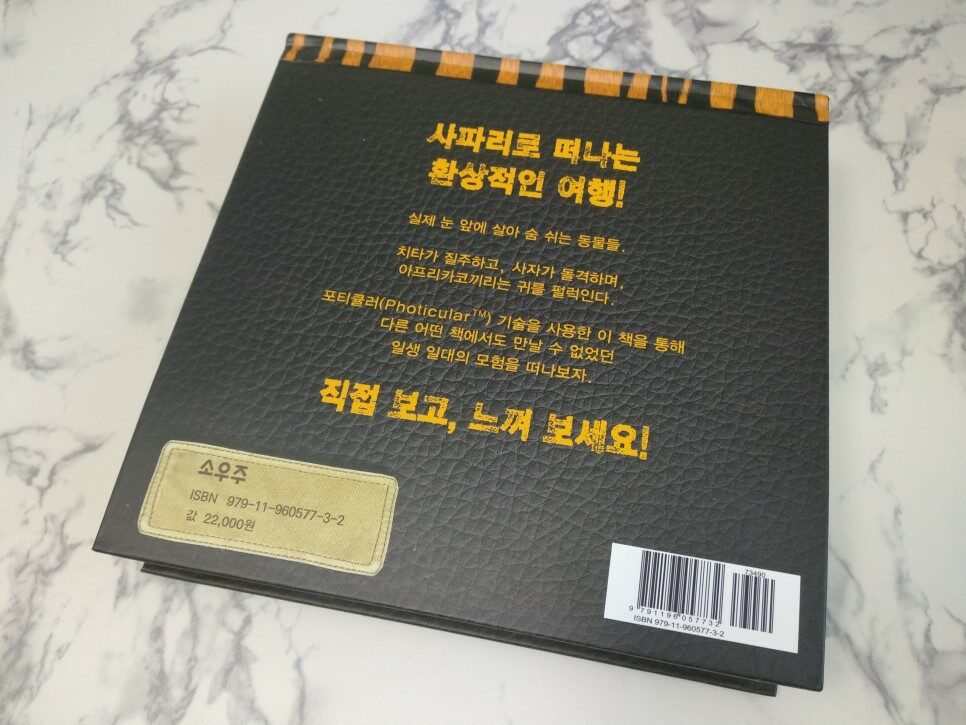 사파리로 떠나는
환상적인 여행!
실제 눈 앞에 살아 숨 쉬는 동물들.
치타가 질주하고, 사자가 돌격하며,
아프리카코끼리는 귀를 펄럭인다.
포티큘러(Photicular™) 기술을 사용한 이 책을 통해
다른 어떤 책에서도 만날 수 없었던
일생 일대의 모험을 떠나보자.
직접 보고, 느껴 보세요!
소우주
ISBN 979-11-960577-3-2
값 22,000원
73490
9 791196 057732
ISBN 979-11-960577-3-2